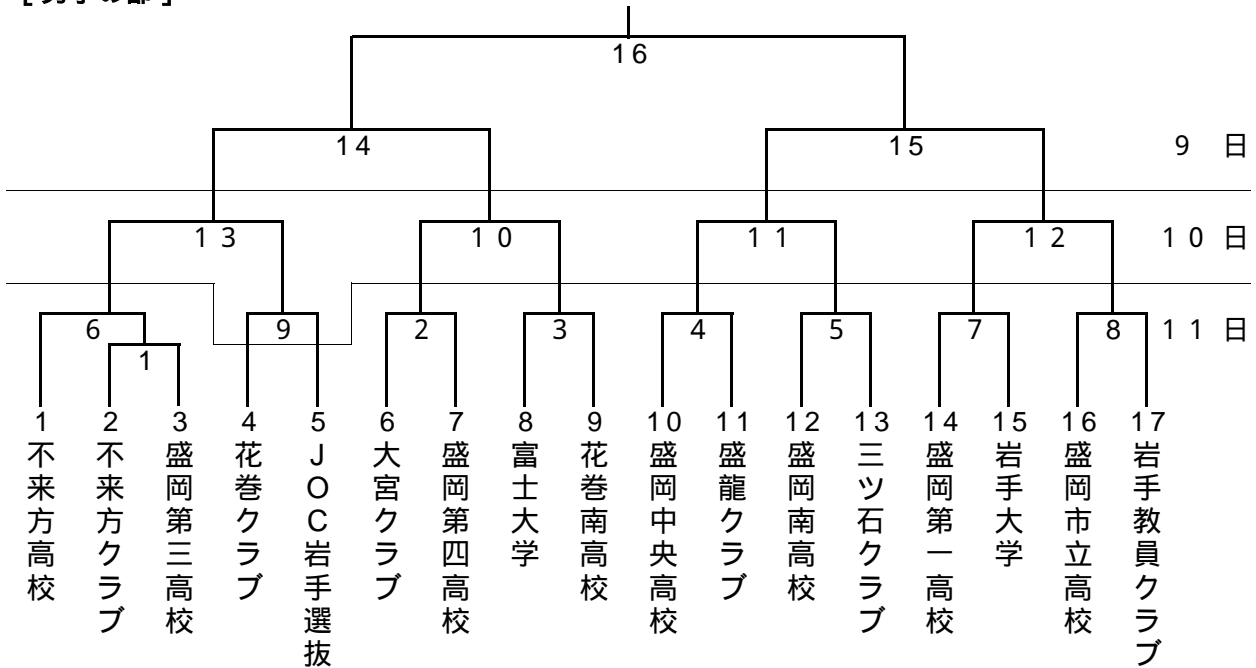 16
14 15 9 日
13 10 11 12 10 日
6 9 2 3 4 5 7 8 11 日
1
1 2 3 4 5 6 7 8 9 10 11 12 13 14 15 16 17
不来方高校
不来方クラブ
盛岡第三高校
花巻クラブ
JOC岩手選抜
大宮クラブ
盛岡第四高校
富士大学
花巻南高校
盛岡中央高校
盛龍クラブ
盛岡南高校
三ツ石クラブ
盛岡第一高校
岩手大学
盛岡市立高校
岩手教員クラブ